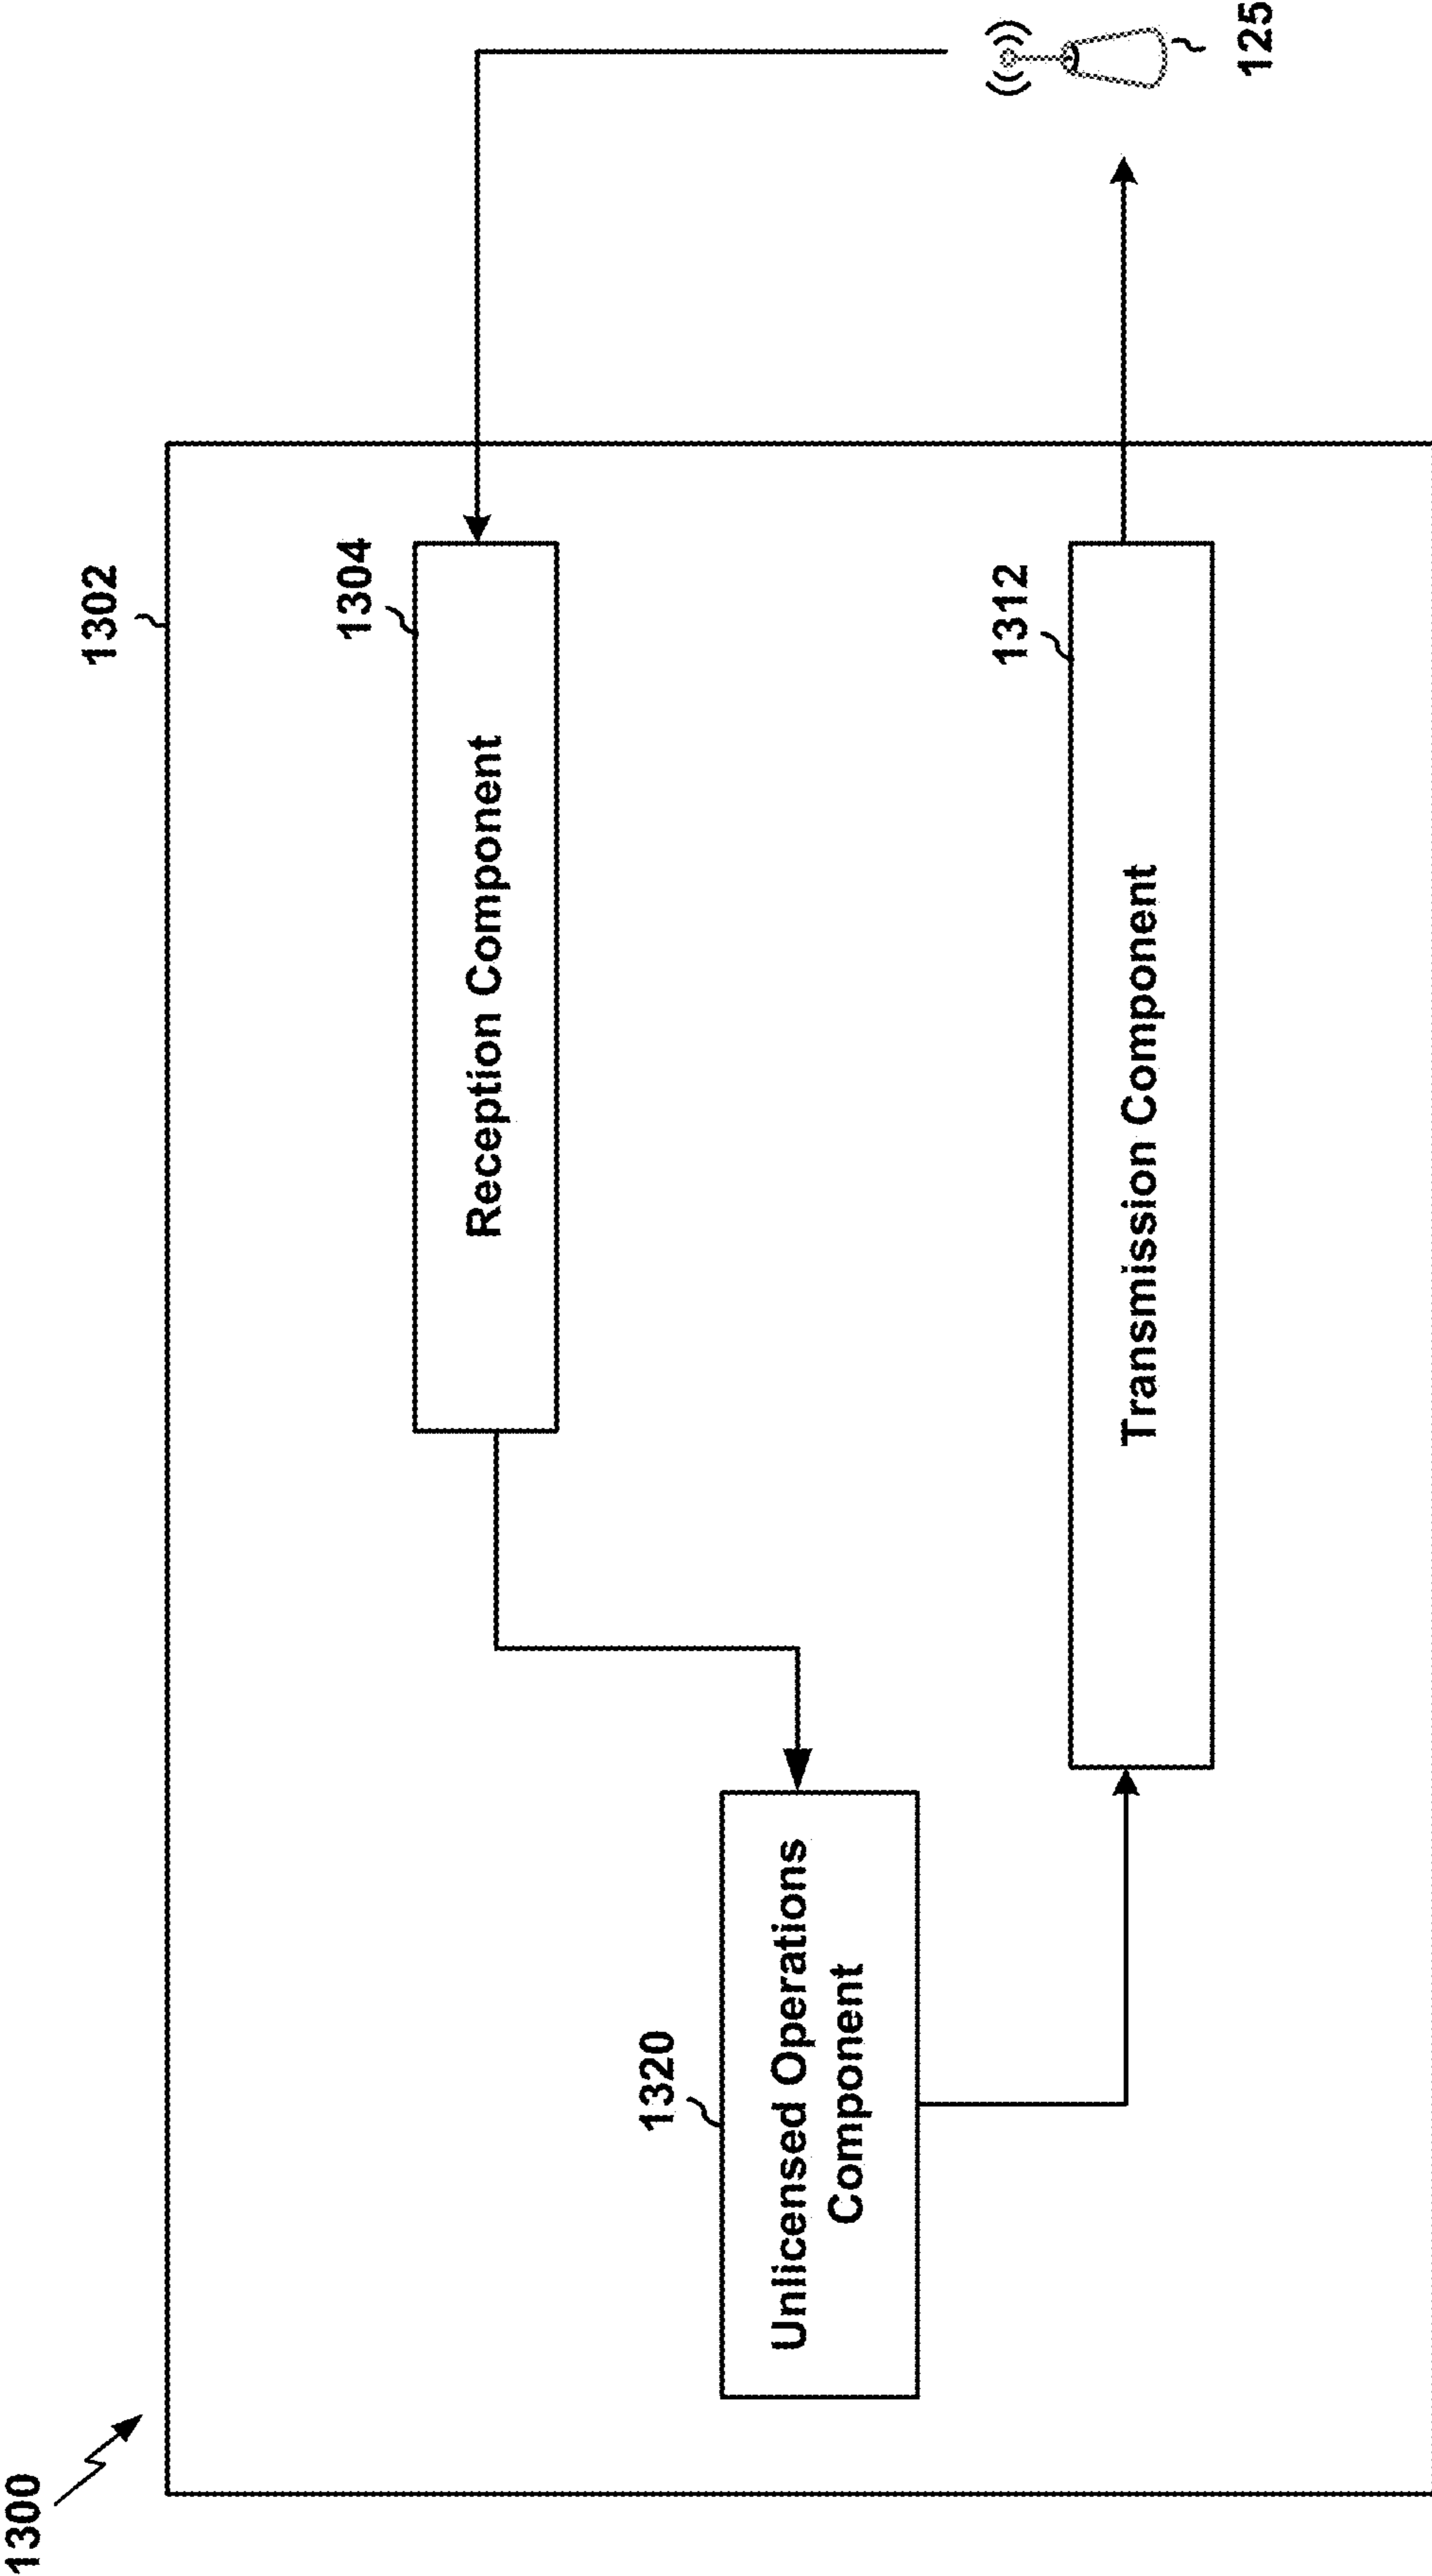 1300
1302
1304
Reception Component
1320
Unlicensed Operations
Component
1312
Transmission Component
125